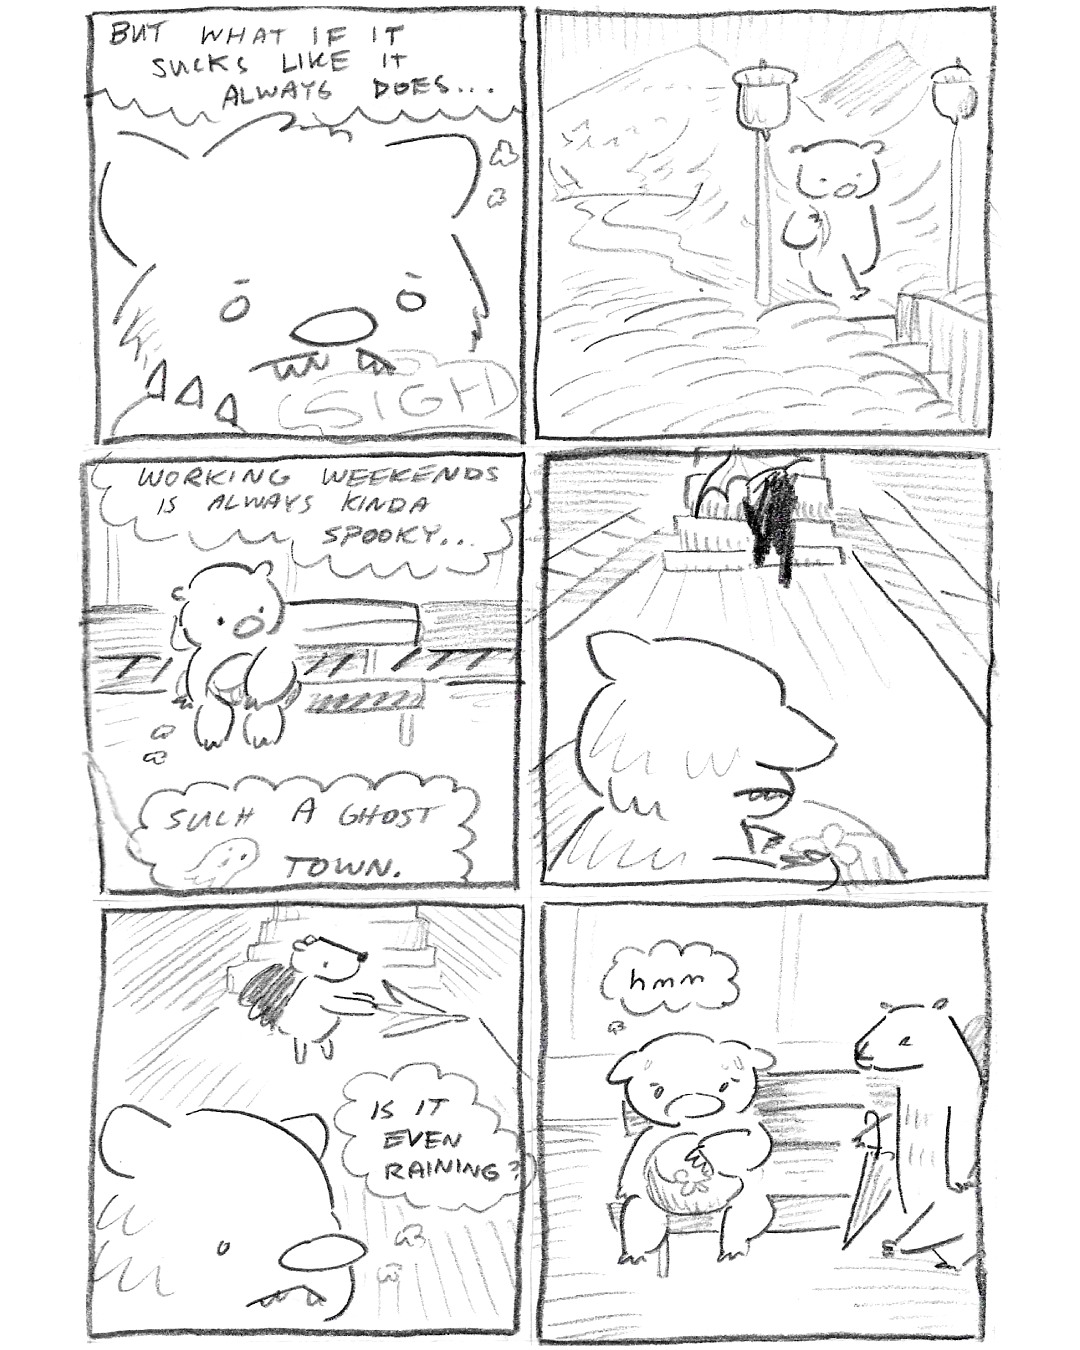 BUT WHAT IF IT
SUCKS LIKE IT
ALWAYS DOES...
SIGH
WORKING WEEKENDS
IS ALWAYS KINDA
SPOOKY...
SUCH A GHOST
TOWN.
IS IT
EVEN
RAINING?
hmm